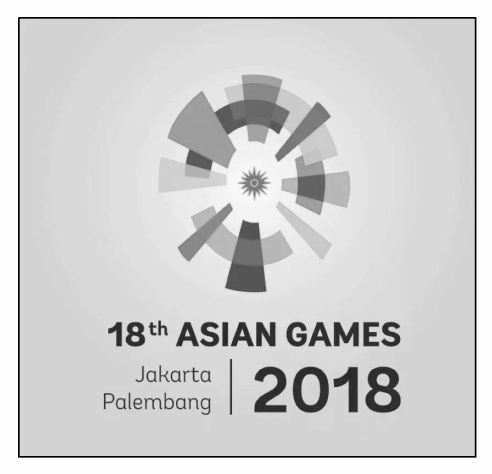 18th ASIAN GAMES
Jakarta
Palembang
2018